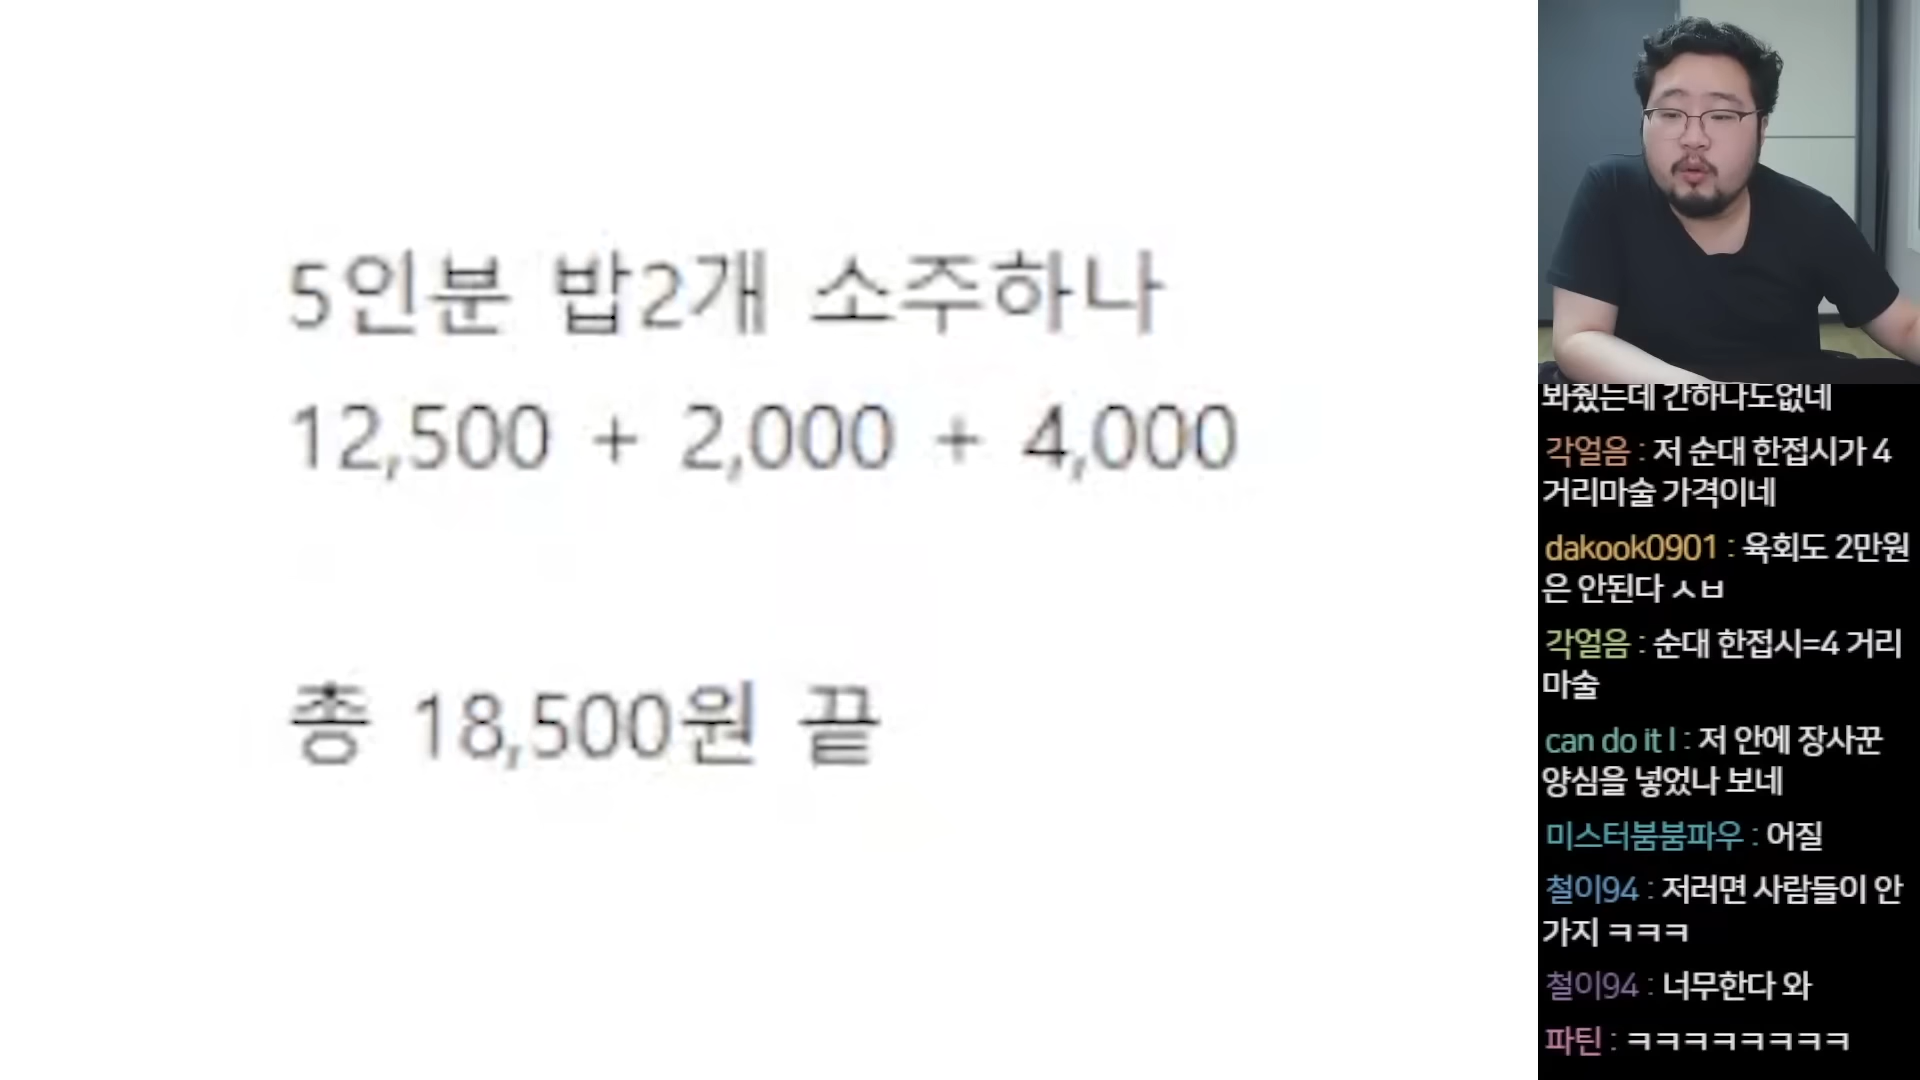 5인분 밥2개 소주하나
12,500 + 2,000 + 4,000
총 18,500원 끝
봐줬는데 간하나도없네
각얼음 : 저 순대 한접시가 4
거리마술 가격이네
dakook0901 : 육회도 2만원
은 안된다 ㅅㅂ
각얼음 : 순대 한접시=4 거리
마술
can do it l : 저 안에 장사꾼
양심을 넣었나 보네
미스터붐붐파우 : 어질
철이94 : 저러면 사람들이 안
가지 ㅋㅋㅋ
철이94 : 너무한다 와
파틴 : ㅋㅋㅋㅋㅋㅋㅋㅋ